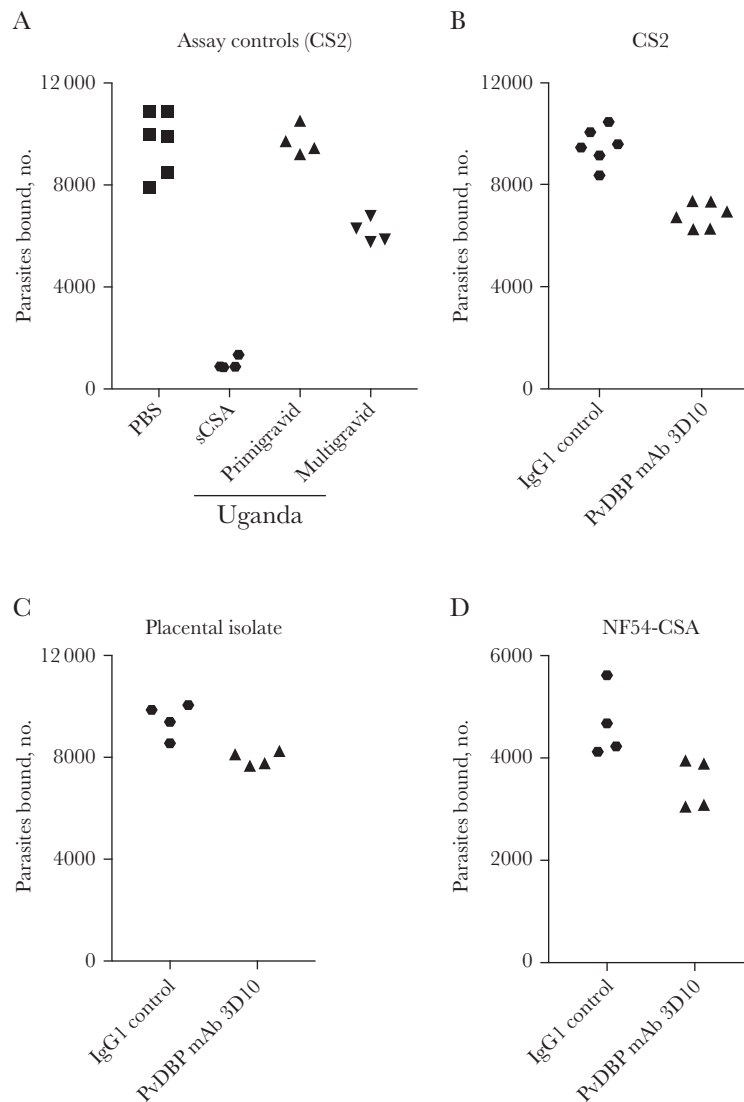 A
Assay controls (CS2)
12 000
8000
4000
0
Parasites bound, no.
PBS
sCSA
Primigravid
Multigravid
Uganda
B
CS2
12000
8000
4000
0
Parasites bound, no.
IgG1 control
PvDBP mAb 3D10
C
Placental isolate
12 000
8000
4000
0
Parasites bound, no.
IgG1 control
PvDBP mAb 3D10
D
NF54-CSA
6000
4000
2000
0
Parasites bound, no.
IgG1 control
PvDBP mAb 3D10